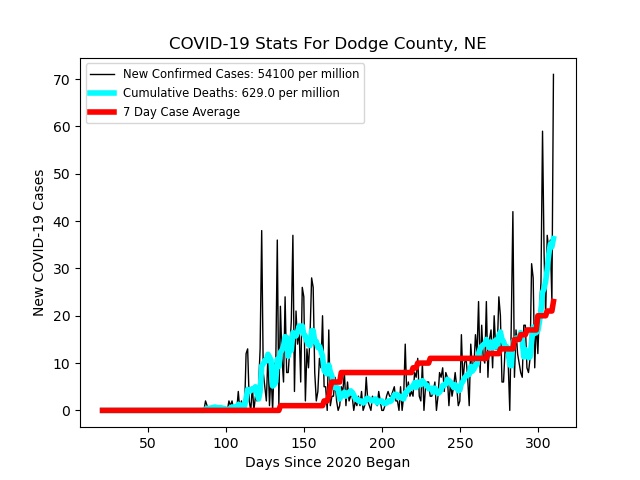 COVID-19 Stats For Dodge County, NE
New Confirmed Cases: 54100 per million
Cumulative Deaths: 629.0 per million
7 Day Case Average
New COVID-19 Cases
70
60
50
40
30
20
10
0
50 100 150 200 250 300
Days Since 2020 Began